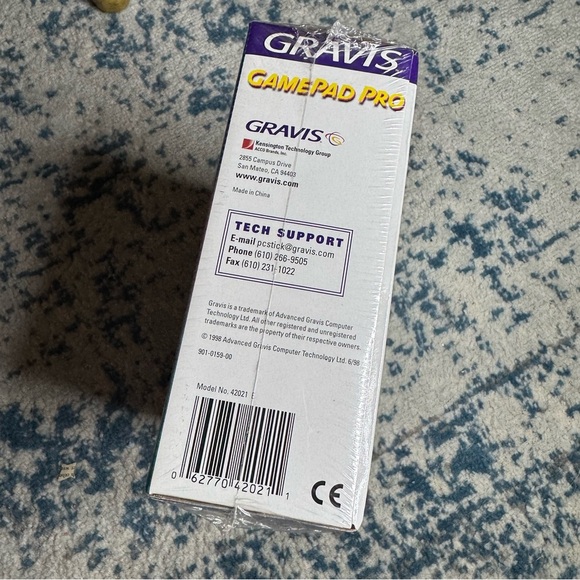 GRAVIS
GAMEPAD PRO
GRAVIS
Kensington Technology Group
ACCO Brands, Inc.
2855 Campus Drive
San Mateo, CA 94403
www.gravis.com
Made in China
TECH SUPPORT
E-mail pcstick@gravis.com
Phone (610) 266-9505
Fax (610) 231-1022
Gravis is a trademark of Advanced Gravis Computer
Technology Ltd. All other registered and unregistered
trademarks are the property of their respective owners.
© 1998 Advanced Gravis Computer Technology Ltd. 6/98
901-0159-00
Model No. 42021 E
0 62770 42021 1
CE